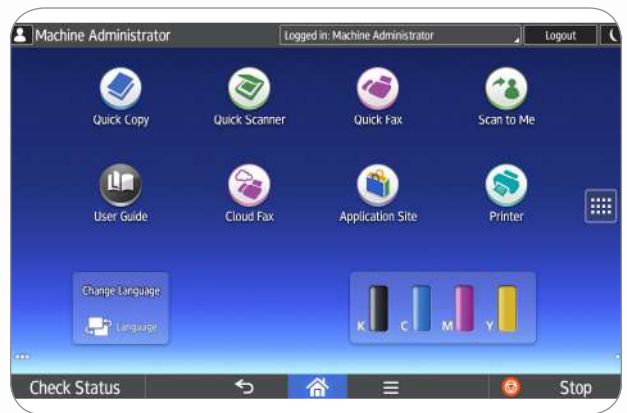 Machine Administrator
Logged in: Machine Administrator
Logout
Quick Copy
Quick Scanner
Quick Fax
Scan to Me
User Guide
Cloud Fax
Application Site
Printer
Change Language
Language
K
C
M
Y
Check Status
Stop